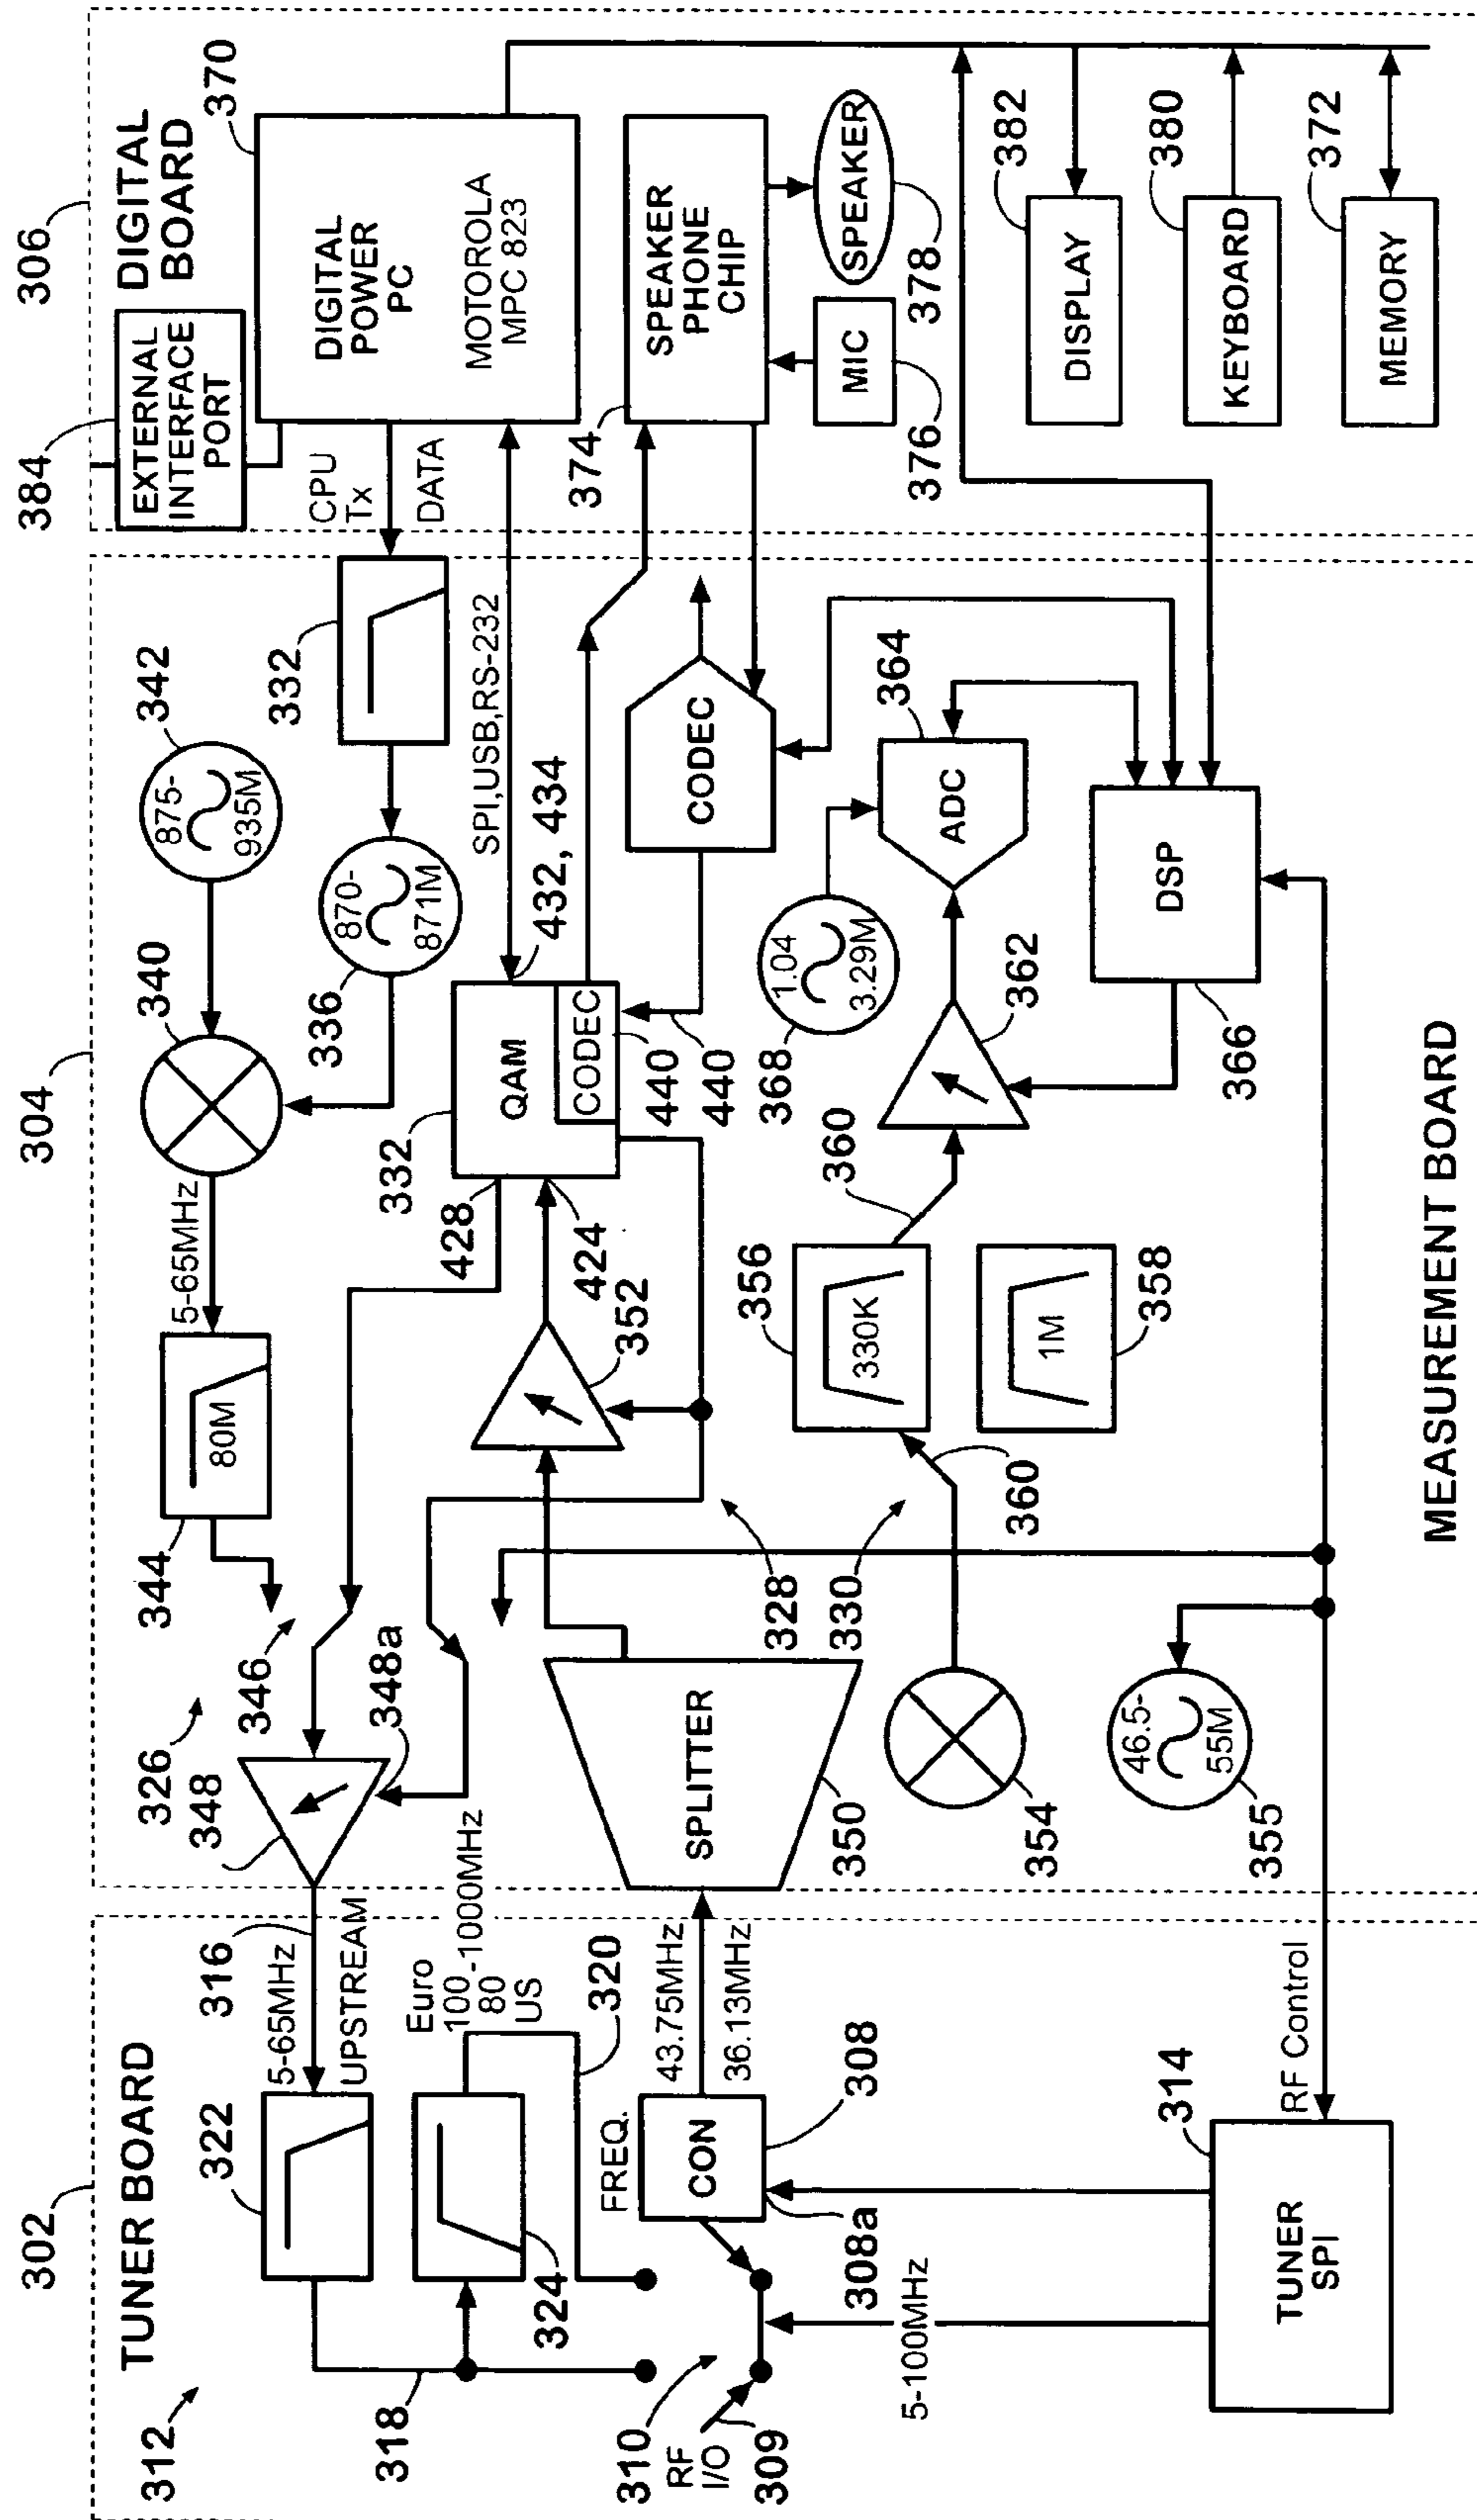 302
TUNER BOARD
312
322
316
5-65MHz
UPSTREAM
318
324
Euro
100-1000MHz
80
US
320
310
RF
I/O
309
FREQ.
CON
43.75MHz
36.13MHz
308
308a
5-100MHz
314
TUNER
SPI
RF Control
304
326
344
80M
346
348
348a
5-65MHz
340
342
875-
935M
336
870-
871M
332
332
428
QAM
CODEC
432, 434
SPI,USB,RS-232
424
352
440
440
CODEC
SPLITTER
350
328
330
354
355
46.5-
55M
360
356
330K
358
1M
360
362
368
1.04
3.29M
364
ADC
DSP
366
MEASUREMENT BOARD
306
DIGITAL
BOARD
384
EXTERNAL
INTERFACE
PORT
370
DIGITAL
POWER
PC
MOTOROLA
MPC 823
CPU
Tx
DATA
374
SPEAKER
PHONE
CHIP
MIC
376
SPEAKER
378
382
DISPLAY
380
KEYBOARD
372
MEMORY